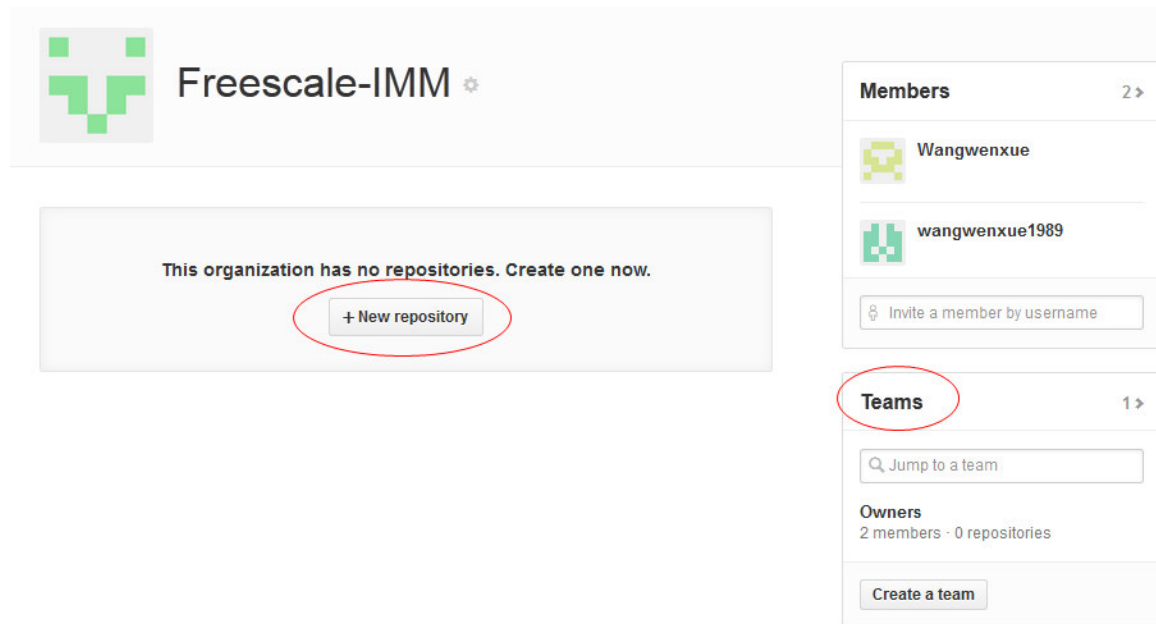 Freescale-IMM
This organization has no repositories. Create one now.
+ New repository
Members 2 >
Wangwenxue
wangwenxue1989
Invite a member by username
Teams 1 >
Jump to a team
Owners
2 members · 0 repositories
Create a team